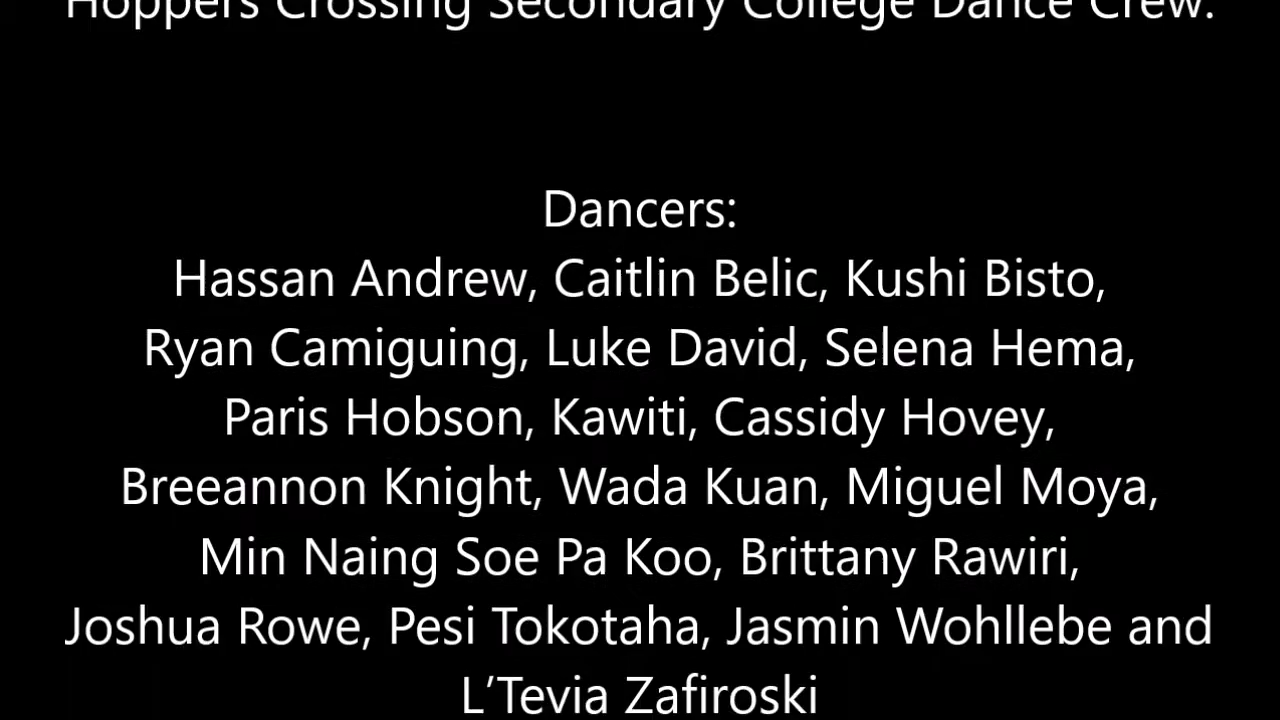 Hoppers Crossing Secondary College Dance Crew.
Dancers:
Hassan Andrew, Caitlin Belic, Kushi Bisto,
Ryan Camiguing, Luke David, Selena Hema,
Paris Hobson, Kawiti, Cassidy Hovey,
Breeannon Knight, Wada Kuan, Miguel Moya,
Min Naing Soe Pa Koo, Brittany Rawiri,
Joshua Rowe, Pesi Tokotaha, Jasmin Wohllebe and
L’Tevia Zafiroski